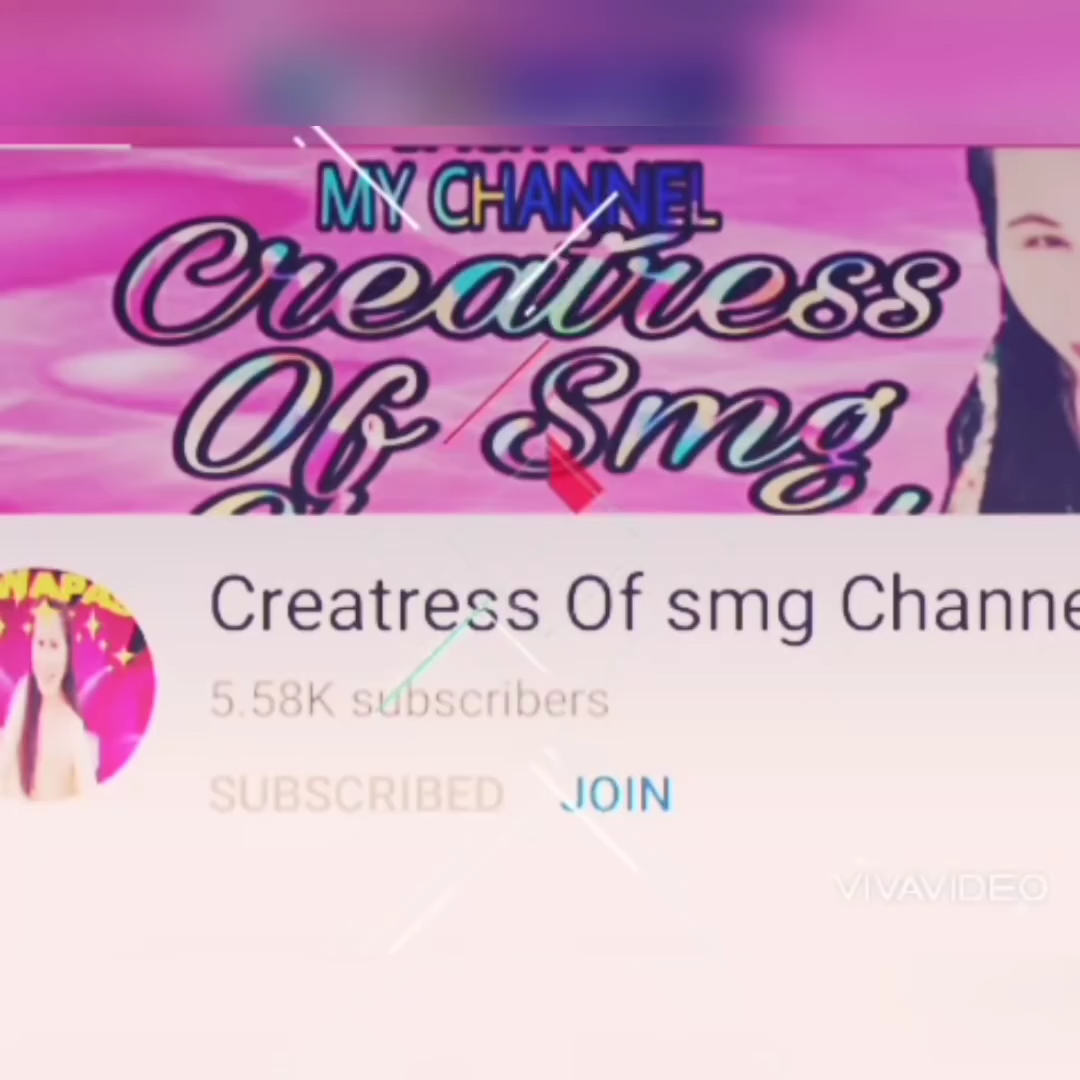 MY CHANNEL
Creatress
Of Smg
Creatress Of smg Channe
5.58K subscribers
SUBSCRIBED JOIN
VIVAVIDEO